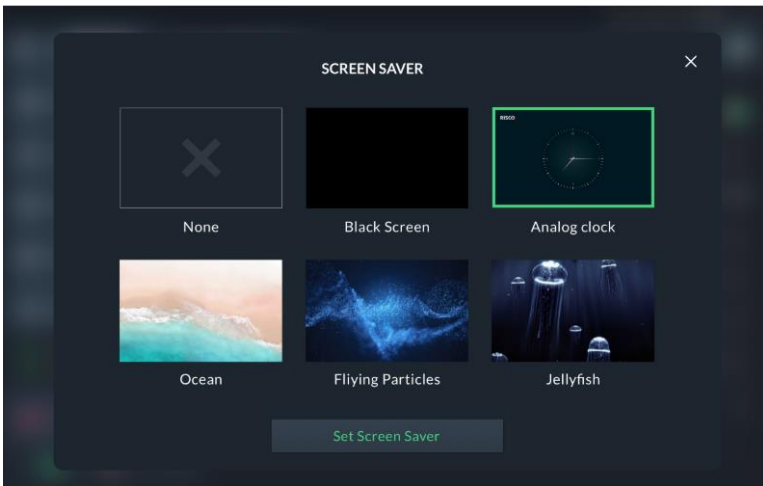 SCREEN SAVER
RISCO
None
Black Screen
Analog clock
Ocean
Fliying Particles
Jellyfish
Set Screen Saver